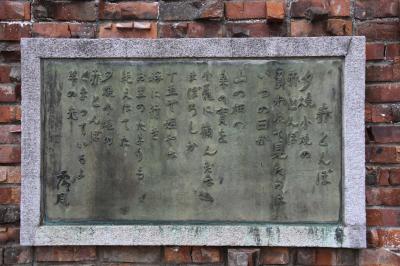 赤とんぼ
夕焼小焼の
赤とんぼ
負われて見たのは
いつの日か
山の畑の
桑の実を
小籠に摘んだは
まぼろしか
十五で姐やは
嫁に行き
お里のたよりも
絶えはてた
夕焼小焼の
赤とんぼ
とまっているよ
竿の先
露風